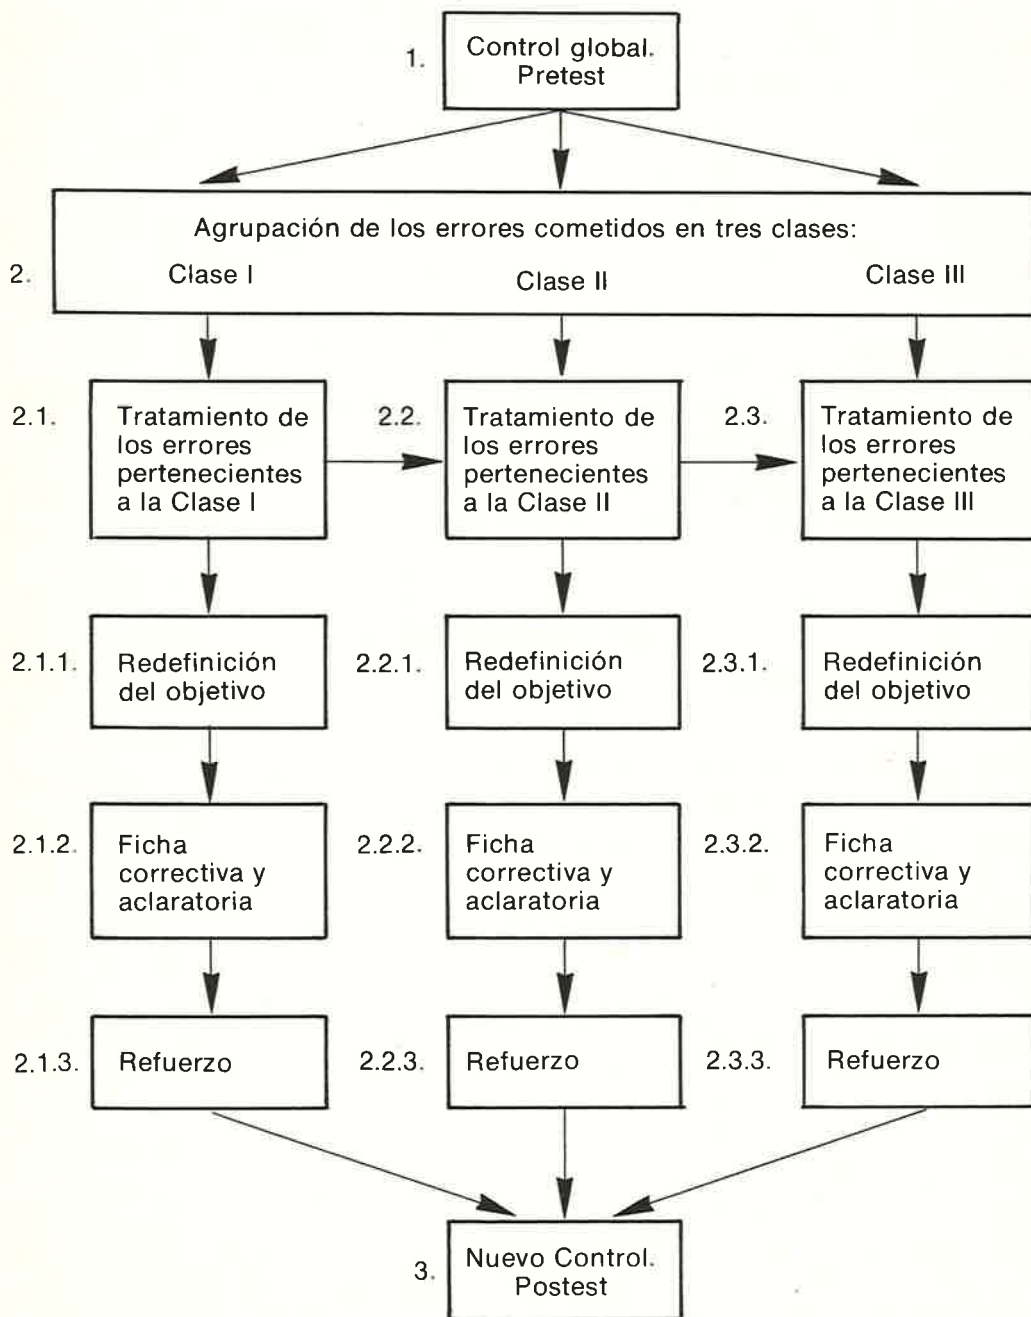 1. Control global.
Pretest
Agrupación de los errores cometidos en tres clases:
2. Clase I Clase II Clase III
2.1. Tratamiento de
los errores
pertenecientes
a la Clase I
2.2. Tratamiento de
los errores
pertenecientes
a la Clase II
2.3. Tratamiento de
los errores
pertenecientes
a la Clase III
2.1.1. Redefinición
del objetivo
2.2.1. Redefinición
del objetivo
2.3.1. Redefinición
del objetivo
2.1.2. Ficha
correctiva y
aclaratoria
2.2.2. Ficha
correctiva y
aclaratoria
2.3.2. Ficha
correctiva y
aclaratoria
2.1.3. Refuerzo
2.2.3. Refuerzo
2.3.3. Refuerzo
3. Nuevo Control.
Postest